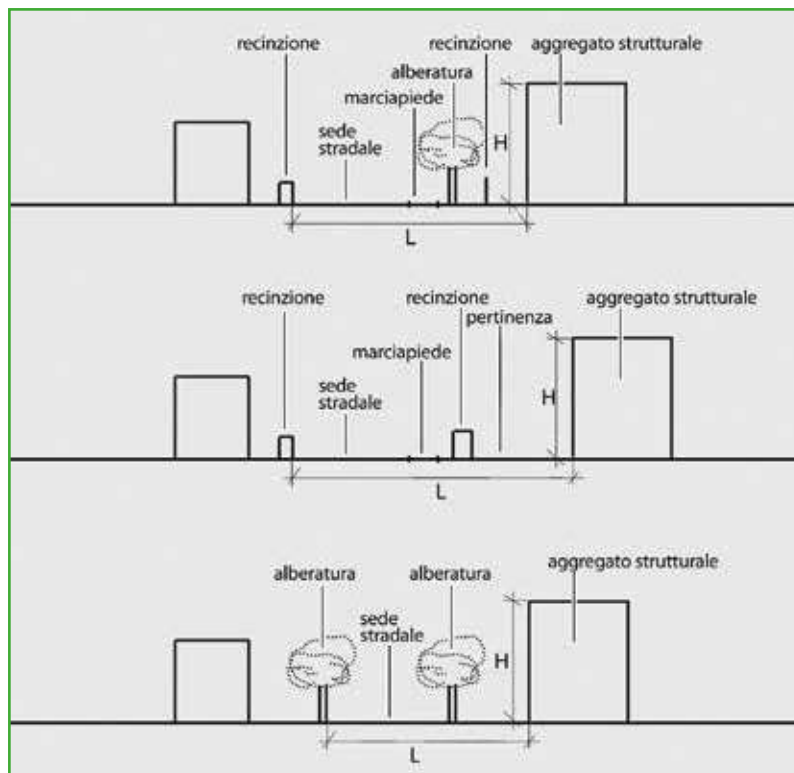 recinzione
recinzione
aggregato strutturale
alberatura
marciapiede
sede
stradale
H
L
recinzione
recinzione
aggregato strutturale
pertinenza
marciapiede
sede
stradale
H
L
alberatura
alberatura
aggregato strutturale
sede
stradale
H
L